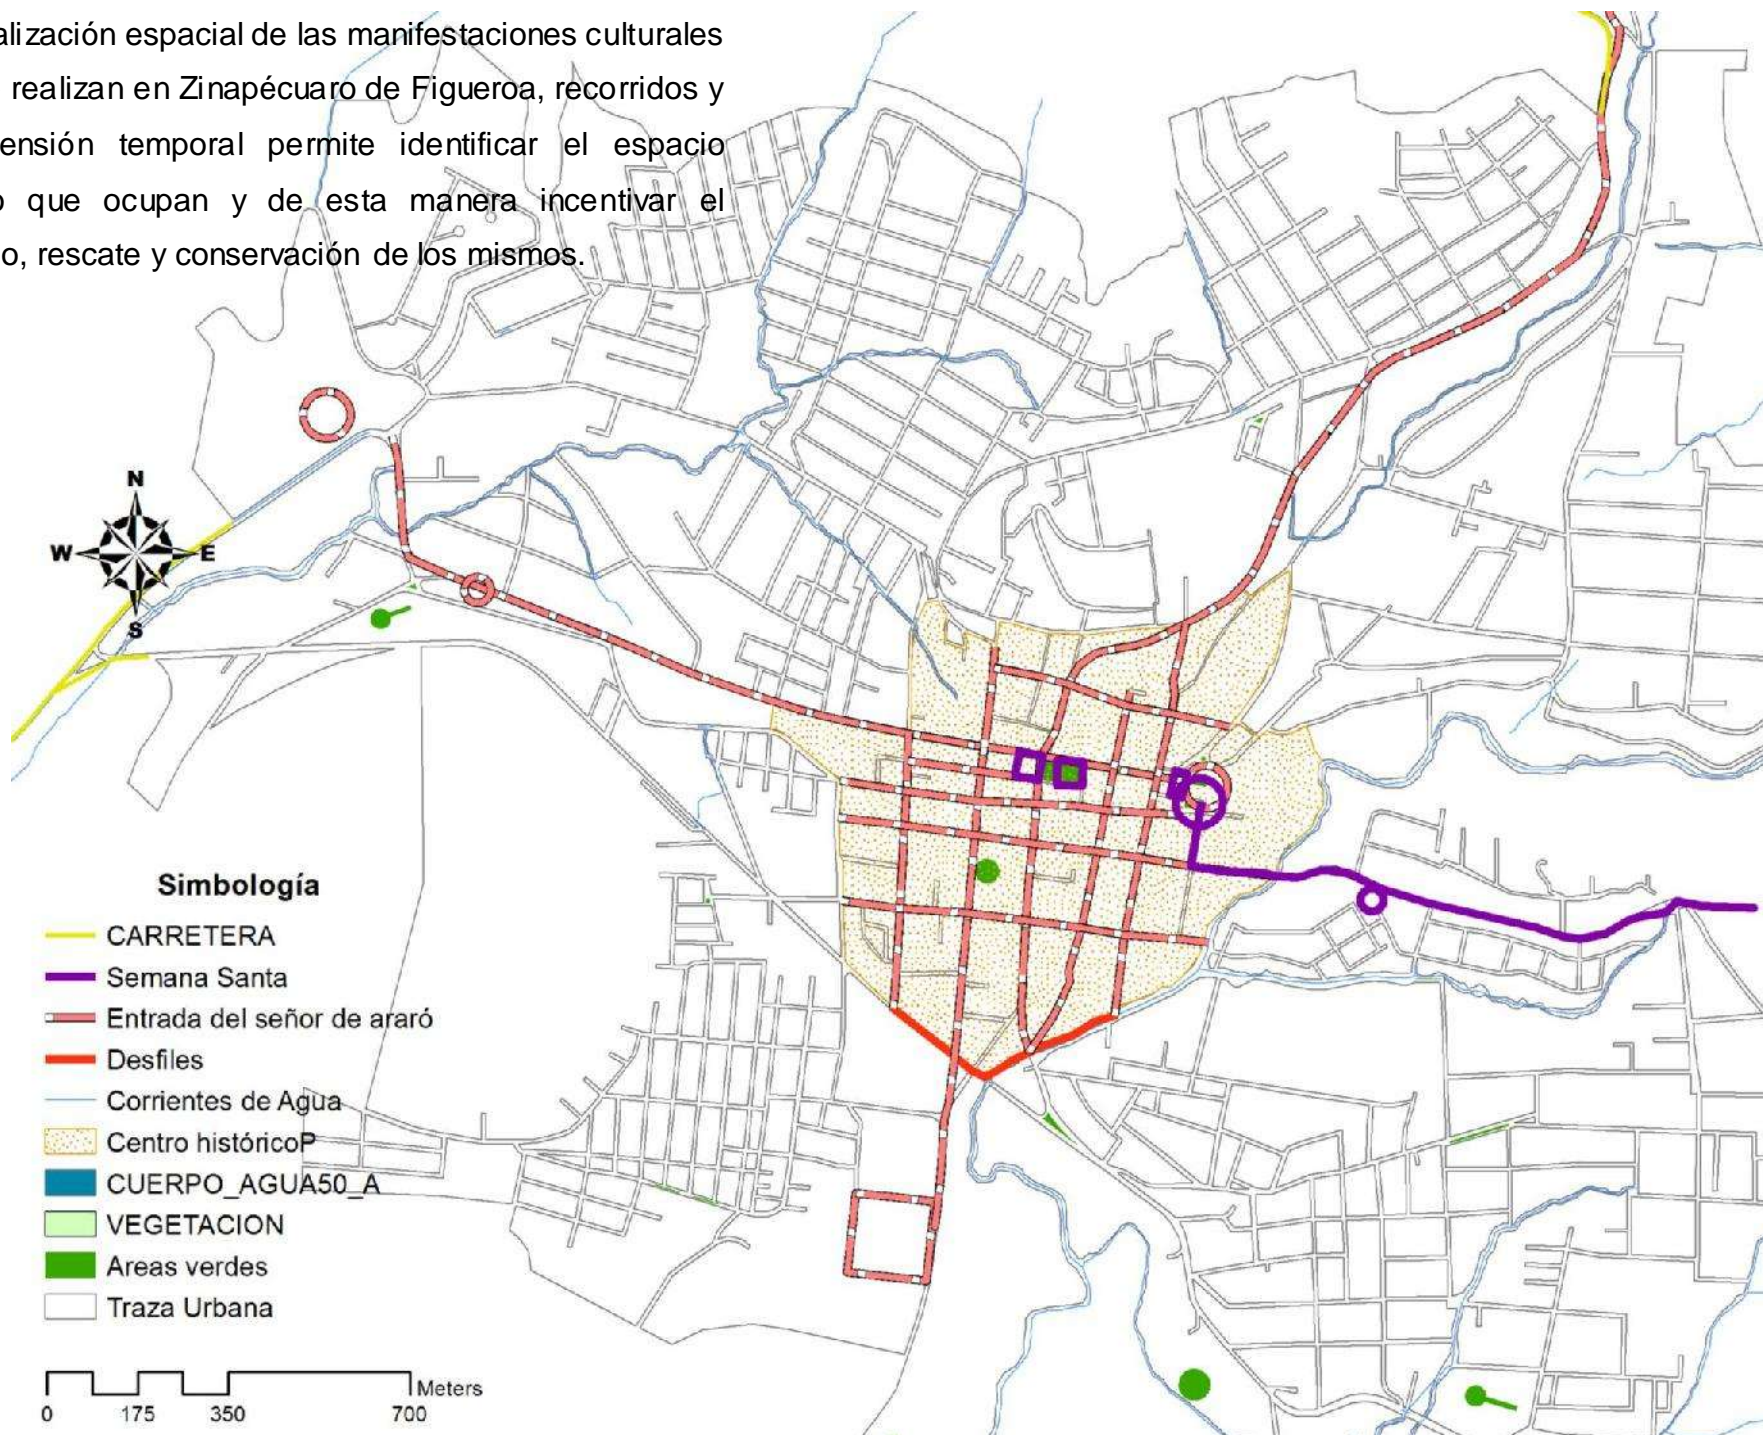 alización espacial de las manifestaciones culturales
realizan en Zinapécuaro de Figueroa, recorridos y
ensión temporal permite identificar el espacio
o que ocupan y de esta manera incentivar el
o, rescate y conservación de los mismos.
N
W E
S
Simbología
CARRETERA
Semana Santa
Entrada del señor de araró
Desfiles
Corrientes de Agua
Centro históricoP
CUERPO_AGUA50_A
VEGETACION
Areas verdes
Traza Urbana
Meters
0 175 350 700